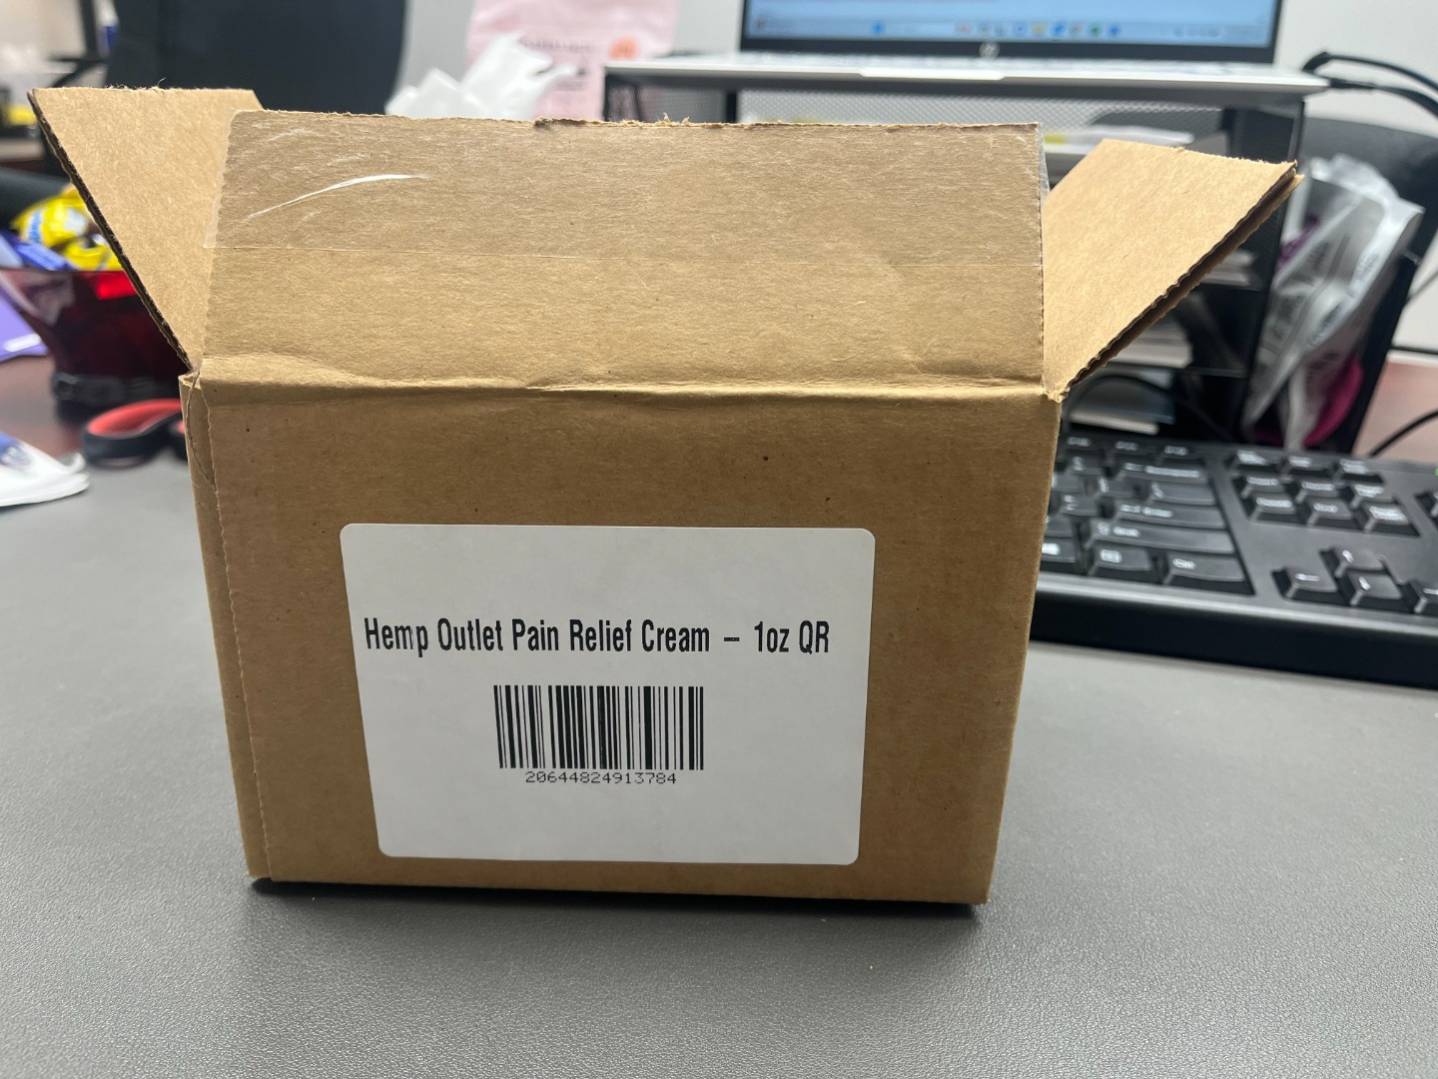 Hemp Outlet Pain Relief Cream – 1oz QR
20644824913784